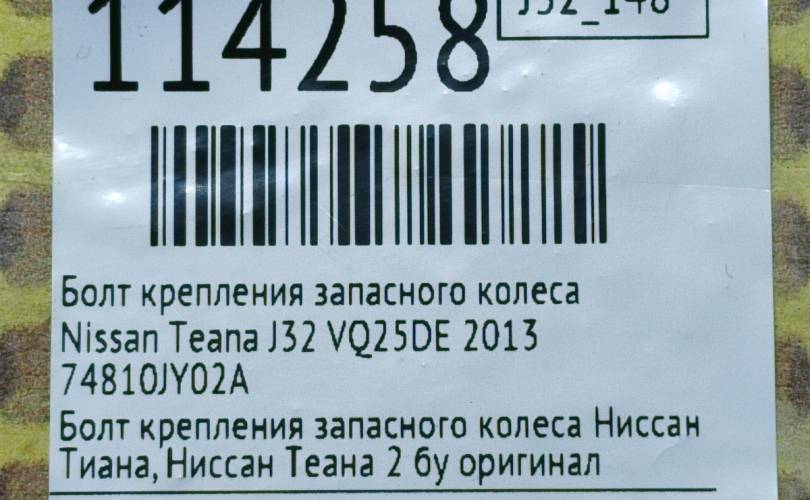 114258
J32_148
Болт крепления запасного колеса
Nissan Teana J32 VQ25DE 2013
74810JY02A
Болт крепления запасного колеса Ниссан
Тиана, Ниссан Теана 2 бу оригинал